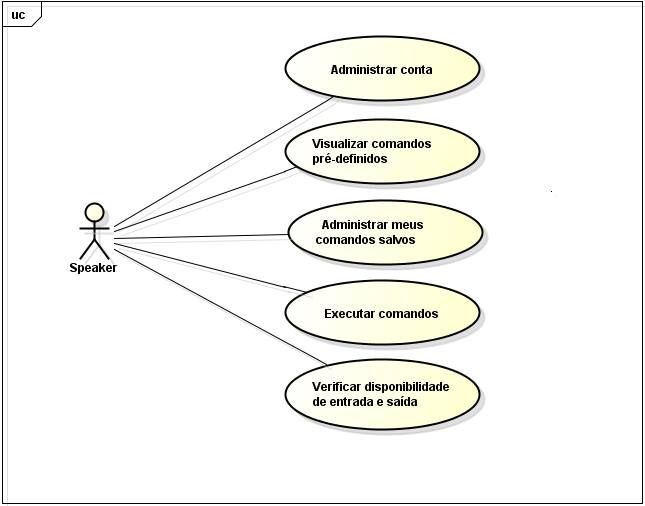 uc
Administrar conta
Visualizar comandos
pré-definidos
Administrar meus
comandos salvos
Speaker
Executar comandos
Verificar disponibilidade
de entrada e saída